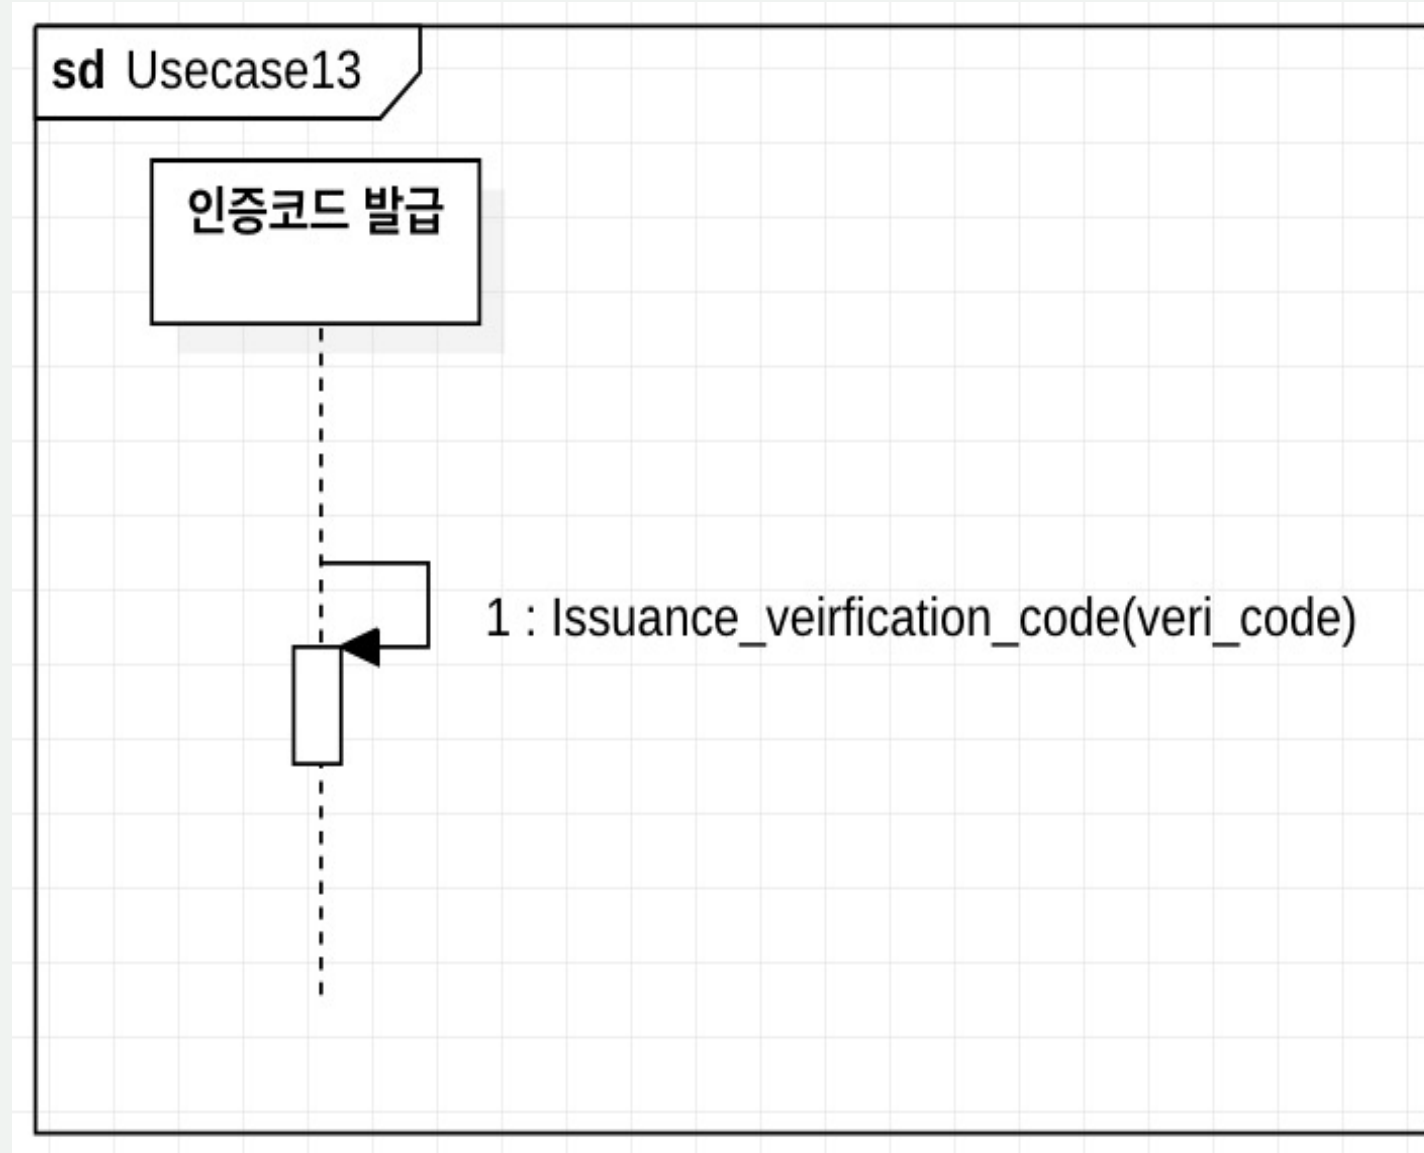 sd Usecase13
인증코드 발급
1 : Issuance_veirfication_code(veri_code)